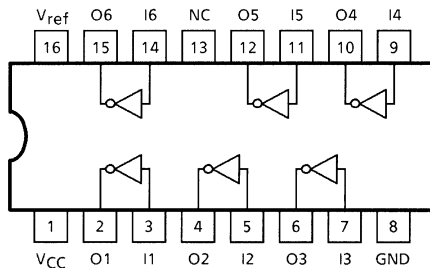 Vref O6 I6 NC O5 I5 O4 I4
16 15 14 13 12 11 10 9
1 2 3 4 5 6 7 8
VCC O1 I1 O2 I2 O3 I3 GND